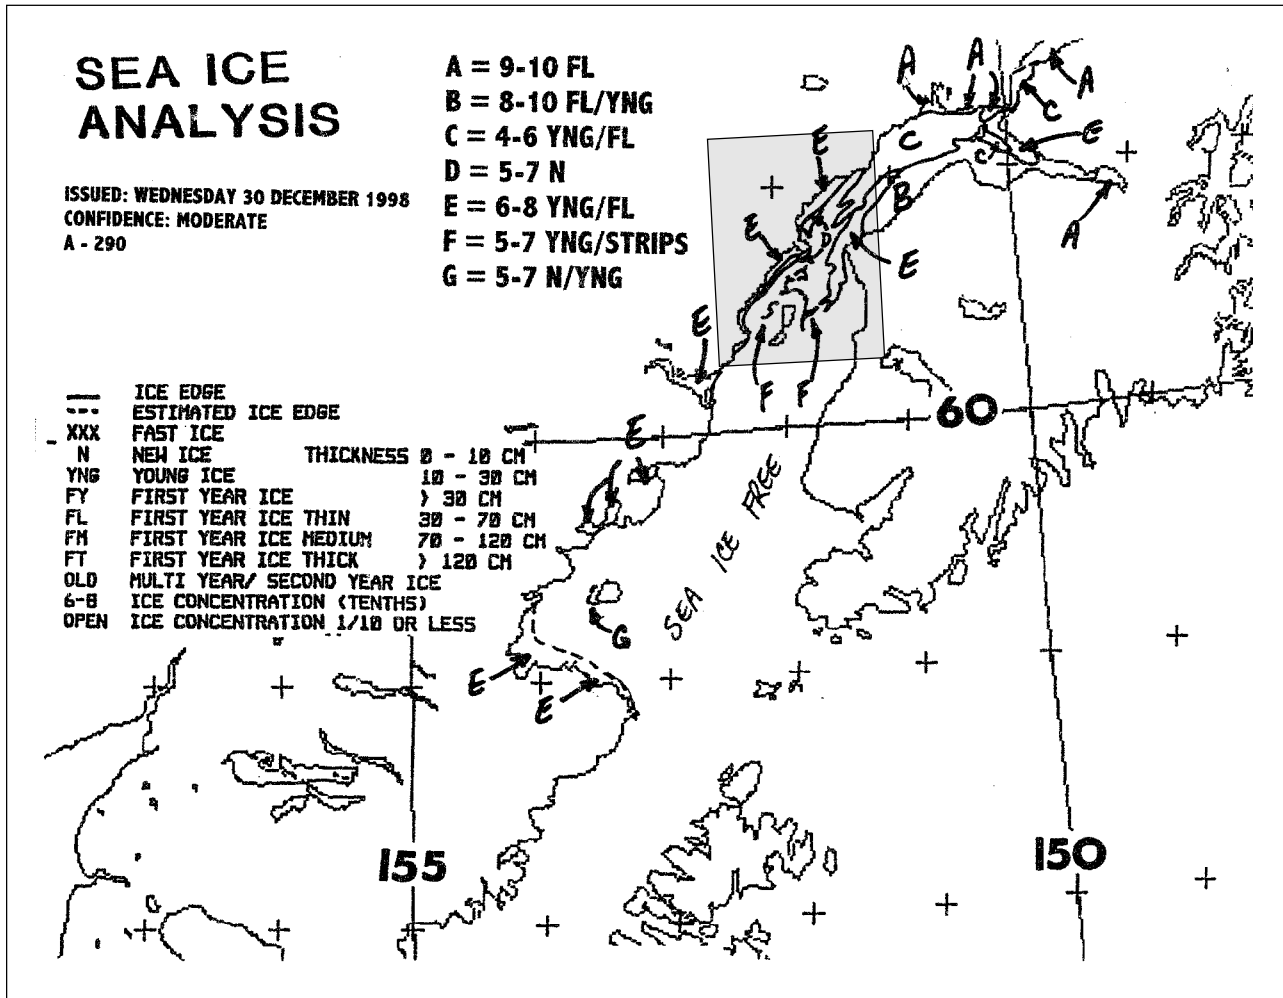 SEA ICE
ANALYSIS
ISSUED: WEDNESDAY 30 DECEMBER 1998
CONFIDENCE: MODERATE
A - 290
A = 9-10 FL
B = 8-10 FL/YNG
C = 4-6 YNG/FL
D = 5-7 N
E = 6-8 YNG/FL
F = 5-7 YNG/STRIPS
G = 5-7 N/YNG
A
A
A
C
E
C
C
E
B
A
E
D
E
E
F
F
60
E
ICE EDGE
--- ESTIMATED ICE EDGE
XXX FAST ICE
N NEW ICE THICKNESS 0 - 10 CM
YNG YOUNG ICE 10 - 30 CM
FY FIRST YEAR ICE > 30 CM
FL FIRST YEAR ICE THIN 30 - 70 CM
FM FIRST YEAR ICE MEDIUM 70 - 120 CM
FT FIRST YEAR ICE THICK > 120 CM
OLD MULTI YEAR/ SECOND YEAR ICE
6-8 ICE CONCENTRATION (TENTHS)
OPEN ICE CONCENTRATION 1/10 OR LESS
SEA ICE FREE
G
E
E
155
150